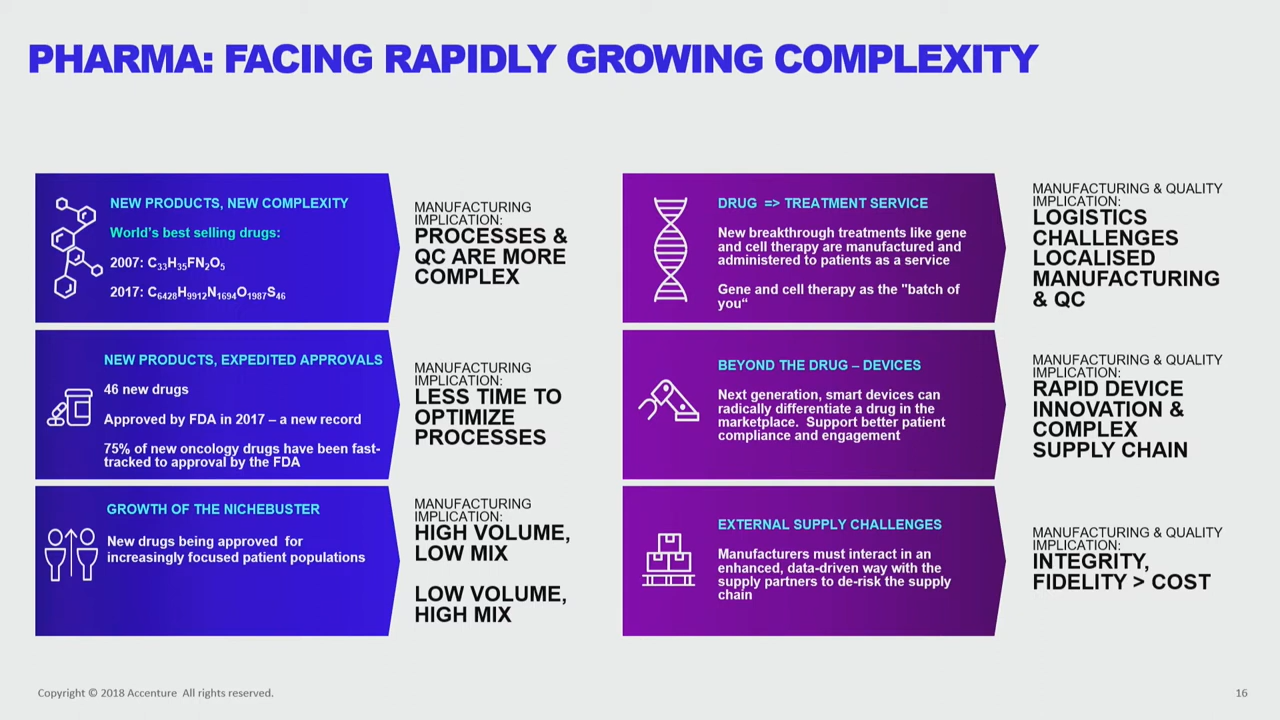 PHARMA: FACING RAPIDLY GROWING COMPLEXITY
NEW PRODUCTS, NEW COMPLEXITY
World's best selling drugs:
2007: C₃₃H₃₅FN₂O₅
2017: C₆₄₂₈H₉₉₁₂N₁₆₉₄O₁₉₈₇S₄₆
MANUFACTURING
IMPLICATION:
PROCESSES &
QC ARE MORE
COMPLEX
NEW PRODUCTS, EXPEDITED APPROVALS
46 new drugs
Approved by FDA in 2017 – a new record
75% of new oncology drugs have been fast-
tracked to approval by the FDA
MANUFACTURING
IMPLICATION:
LESS TIME TO
OPTIMIZE
PROCESSES
GROWTH OF THE NICHEBUSTER
New drugs being approved for
increasingly focused patient populations
MANUFACTURING
IMPLICATION:
HIGH VOLUME,
LOW MIX
LOW VOLUME,
HIGH MIX
DRUG => TREATMENT SERVICE
New breakthrough treatments like gene
and cell therapy are manufactured and
administered to patients as a service
Gene and cell therapy as the "batch of
you“
MANUFACTURING & QUALITY
IMPLICATION:
LOGISTICS
CHALLENGES
LOCALISED
MANUFACTURING
& QC
BEYOND THE DRUG – DEVICES
Next generation, smart devices can
radically differentiate a drug in the
marketplace. Support better patient
compliance and engagement
MANUFACTURING & QUALITY
IMPLICATION:
RAPID DEVICE
INNOVATION &
COMPLEX
SUPPLY CHAIN
EXTERNAL SUPPLY CHALLENGES
Manufacturers must interact in an
enhanced, data-driven way with the
supply partners to de-risk the supply
chain
MANUFACTURING & QUALITY
IMPLICATION:
INTEGRITY,
FIDELITY > COST
Copyright © 2018 Accenture All rights reserved.
16